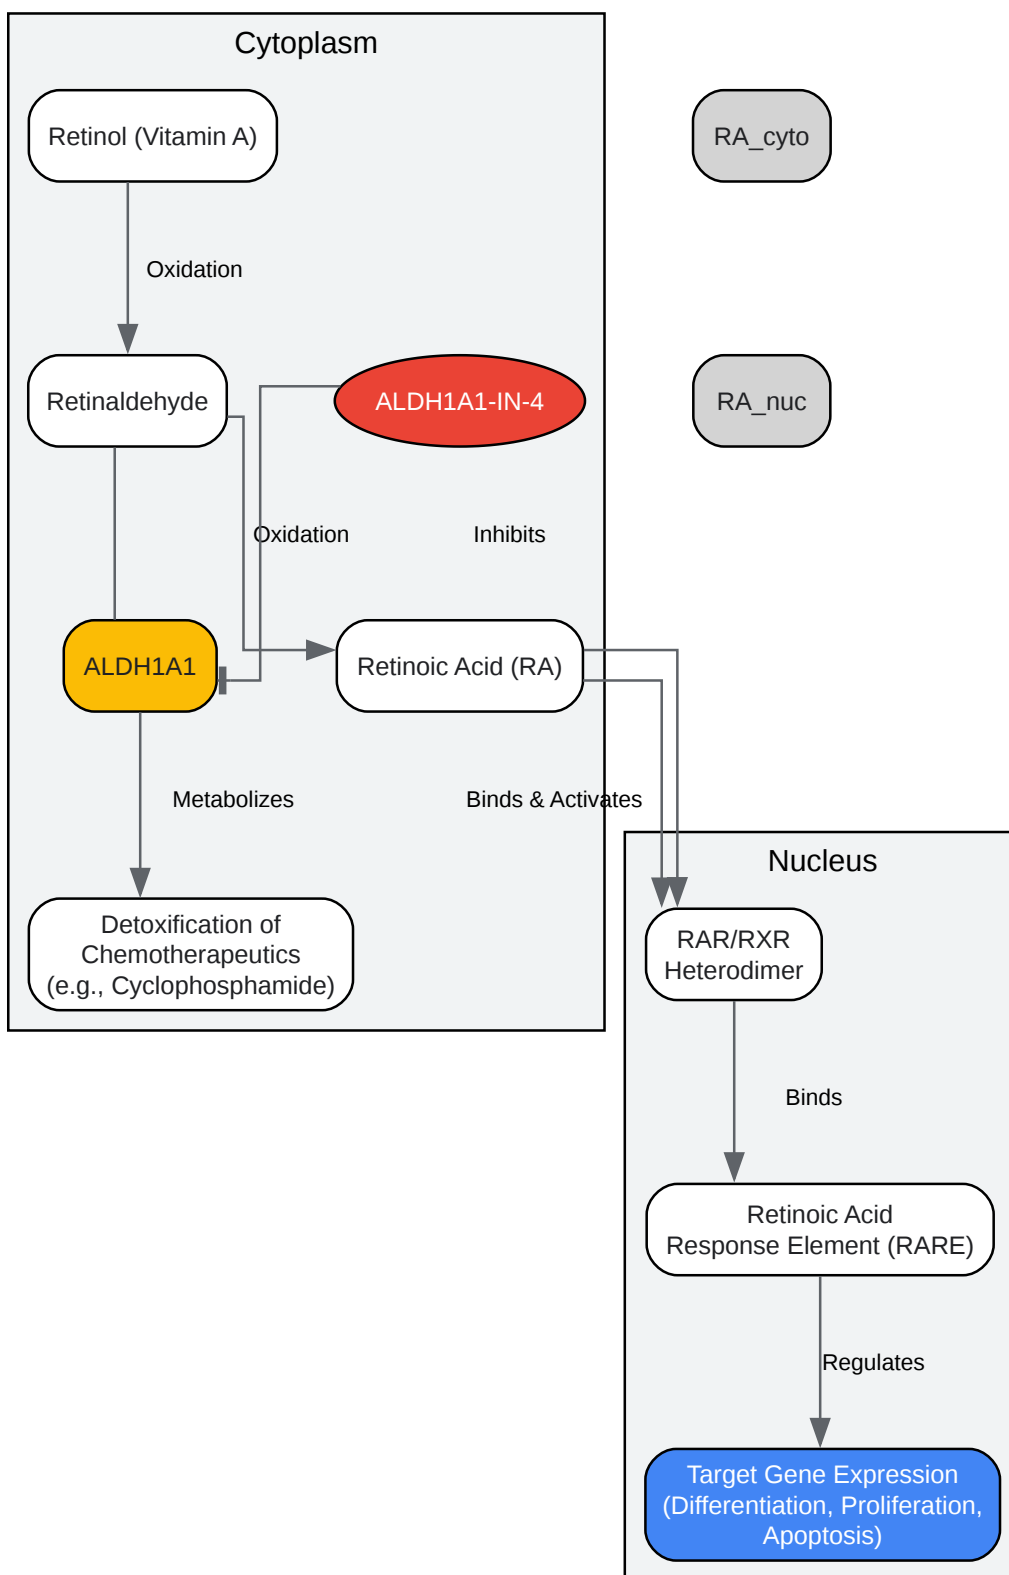 Cytoplasm
Retinol (Vitamin A)
RA_cyto
Oxidation
Retinaldehyde
ALDH1A1-IN-4
RA_nuc
Oxidation
Inhibits
ALDH1A1
Retinoic Acid (RA)
Metabolizes
Binds & Activates
Nucleus
Detoxification of
Chemotherapeutics
(e.g., Cyclophosphamide)
RAR/RXR
Heterodimer
Binds
Retinoic Acid
Response Element (RARE)
Regulates
Target Gene Expression
(Differentiation, Proliferation,
Apoptosis)